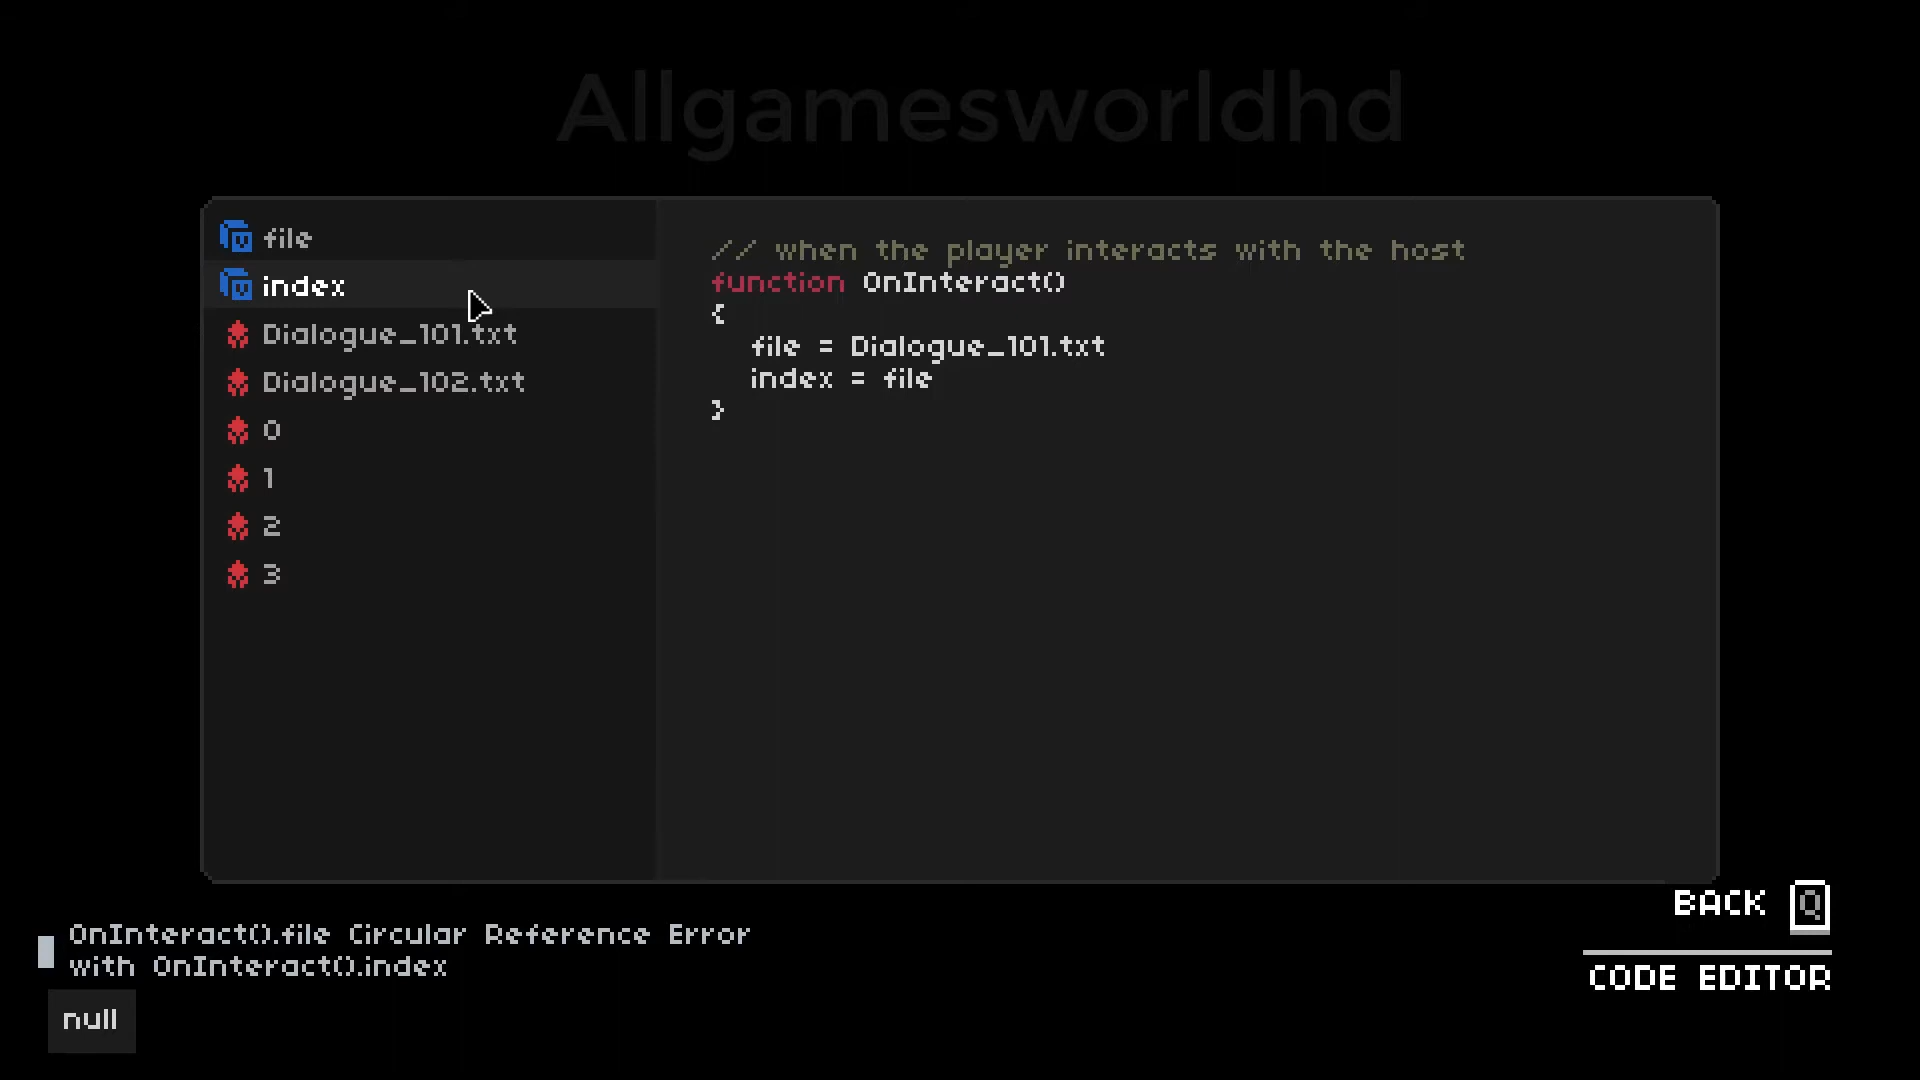 Allgamesworldhd
file
index
Dialogue_101.txt
Dialogue_102.txt
0
1
2
3
// when the player interacts with the host
function OnInteract()
{
file = Dialogue_101.txt
index = file
}
OnInteract().file Circular Reference Error
with OnInteract().index
null
BACK Q
CODE EDITOR